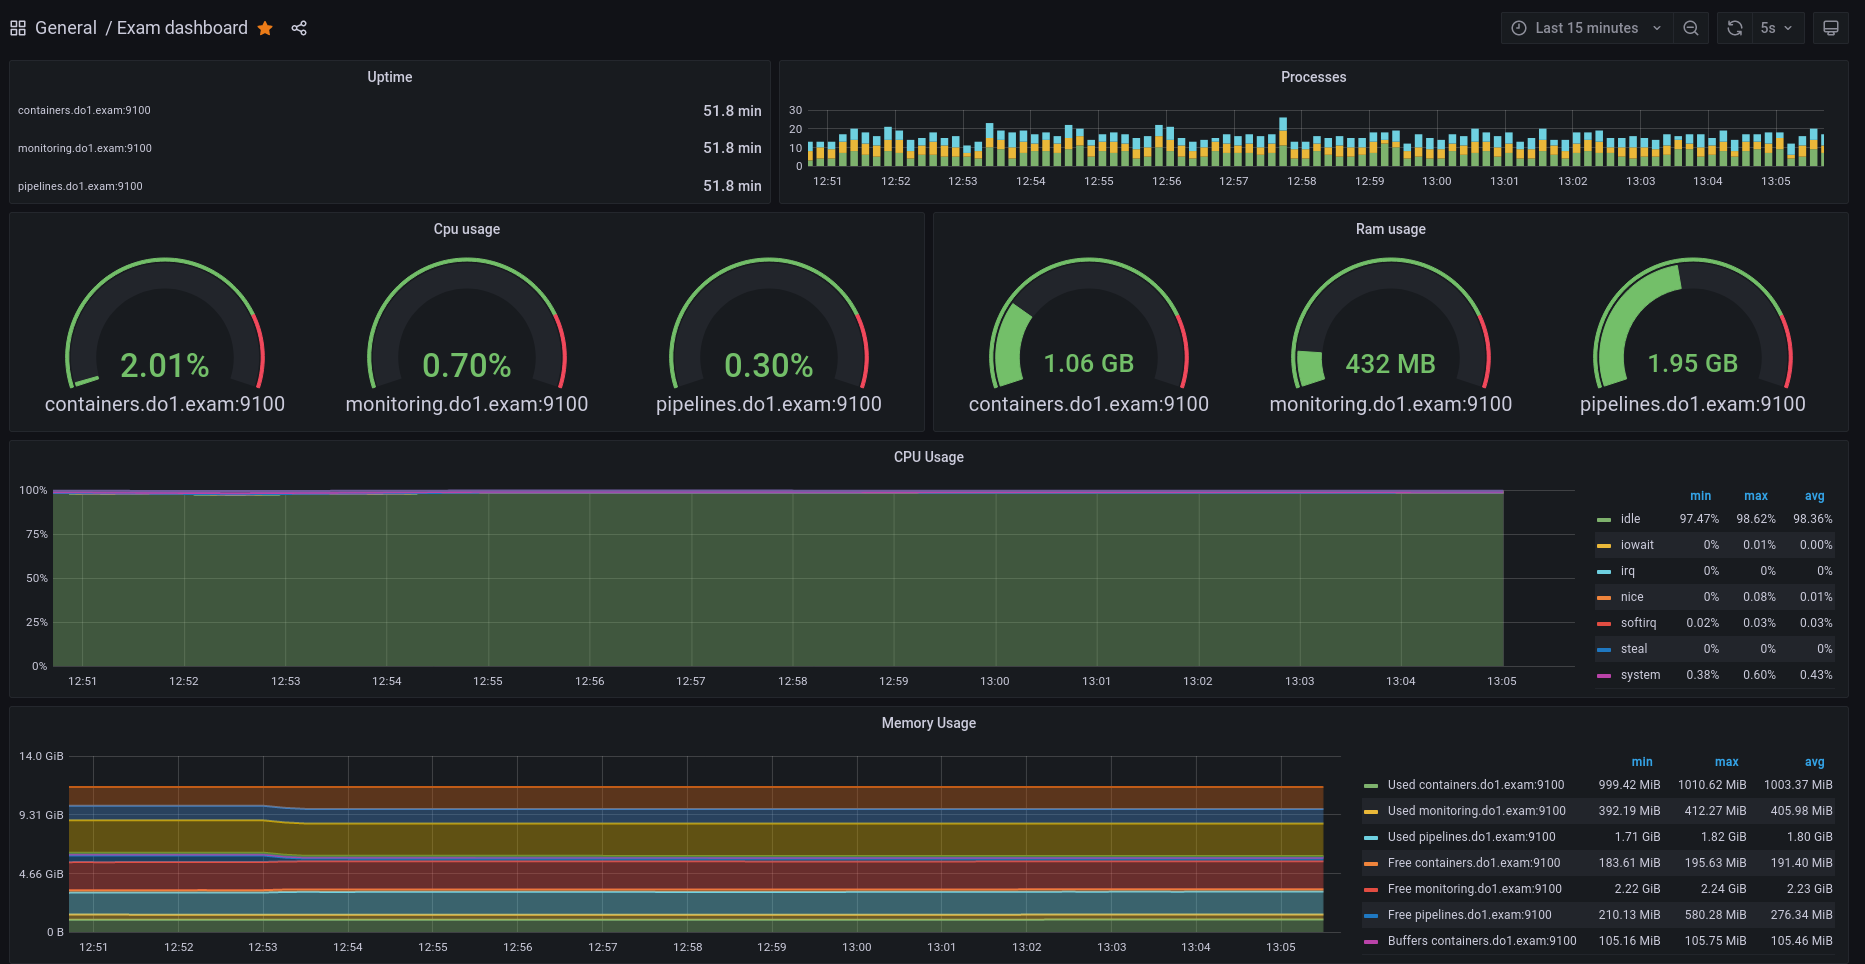 General / Exam dashboard
Last 15 minutes
5s
Uptime
containers.do1.exam:9100 51.8 min
monitoring.do1.exam:9100 51.8 min
pipelines.do1.exam:9100 51.8 min
Processes
30
20
10
0
12:51 12:52 12:53 12:54 12:55 12:56 12:57 12:58 12:59 13:00 13:01 13:02 13:03 13:04 13:05
Cpu usage
2.01% 0.70% 0.30%
containers.do1.exam:9100 monitoring.do1.exam:9100 pipelines.do1.exam:9100
Ram usage
1.06 GB 432 MB 1.95 GB
containers.do1.exam:9100 monitoring.do1.exam:9100 pipelines.do1.exam:9100
CPU Usage
100%
75%
50%
25%
0%
12:51 12:52 12:53 12:54 12:55 12:56 12:57 12:58 12:59 13:00 13:01 13:02 13:03 13:04 13:05
min max avg
idle 97.47% 98.62% 98.36%
iowait 0% 0.01% 0.00%
irq 0% 0% 0%
nice 0% 0.08% 0.01%
softirq 0.02% 0.03% 0.03%
steal 0% 0% 0%
system 0.38% 0.60% 0.43%
Memory Usage
14.0 GiB
9.31 GiB
4.66 GiB
0 B
12:51 12:52 12:53 12:54 12:55 12:56 12:57 12:58 12:59 13:00 13:01 13:02 13:03 13:04 13:05
min max avg
Used containers.do1.exam:9100 999.42 MiB 1010.62 MiB 1003.37 MiB
Used monitoring.do1.exam:9100 392.19 MiB 412.27 MiB 405.98 MiB
Used pipelines.do1.exam:9100 1.71 GiB 1.82 GiB 1.80 GiB
Free containers.do1.exam:9100 183.61 MiB 195.63 MiB 191.40 MiB
Free monitoring.do1.exam:9100 2.22 GiB 2.24 GiB 2.23 GiB
Free pipelines.do1.exam:9100 210.13 MiB 580.28 MiB 276.34 MiB
Buffers containers.do1.exam:9100 105.16 MiB 105.75 MiB 105.46 MiB